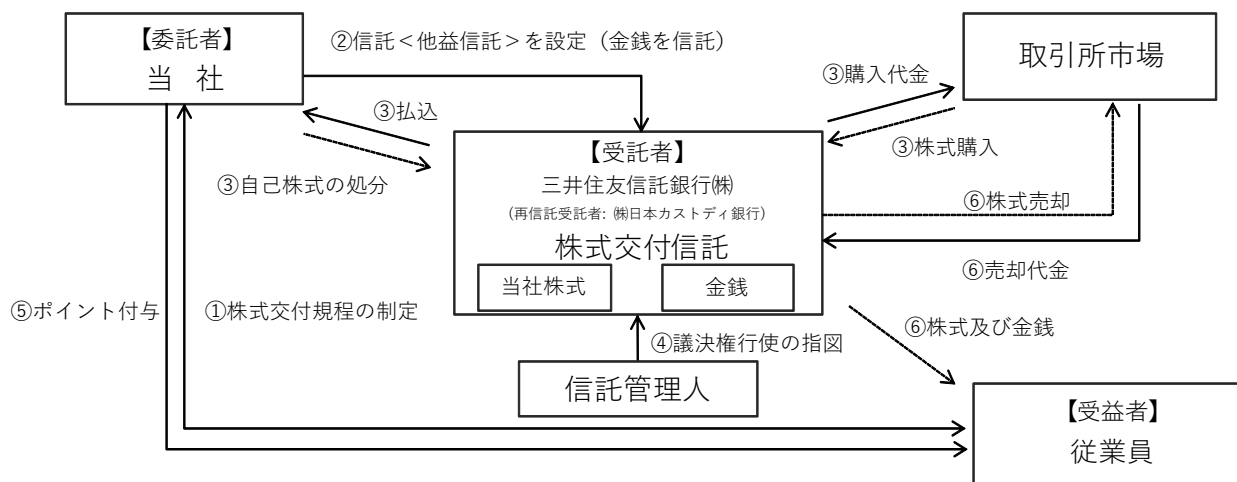 【委託者】
当 社
②信託＜他益信託＞を設定（金銭を信託）
取引所市場
③購入代金
③払込
③株式購入
③自己株式の処分
【受託者】
三井住友信託銀行㈱
（再信託受託者: ㈱日本カストディ銀行）
株式交付信託
当社株式
金銭
⑥株式売却
⑥売却代金
⑤ポイント付与
①株式交付規程の制定
④議決権行使の指図
⑥株式及び金銭
信託管理人
【受益者】
従業員